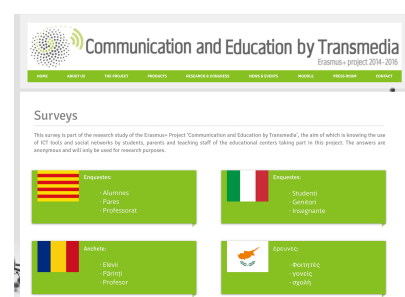 Communication and Education by Transmedia
Erasmus+ project 2014-2016
HOME ABOUT US THE PROJECT PRODUCTS RESEARCH & CONGRESS NEWS & EVENTS MOODLE PRESS ROOM CONTACT
Surveys
This survey is part of the research study of the Erasmus+ Project 'Communication and Education by Transmedia', the aim of which is knowing the use
of ICT tools and social networks by students, parents and teaching staff of the educational centers taking part in this project. The answers are
anonymous and will only be used for research purposes.
Enquestes:
· Alumnes
· Pares
· Professorat
Enquestes:
· Studenti
· Genitori
· Insegnante
Anchete:
· Elevii
· Părinți
· Profesor
έρευνες:
· Φοιτητές
· γονείς
· σχολή